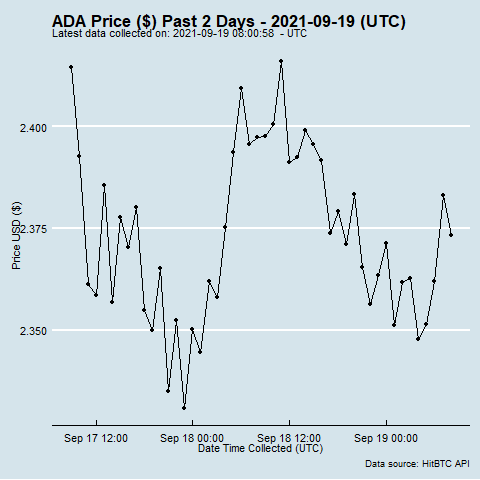 ADA Price ($) Past 2 Days - 2021-09-19 (UTC)
Latest data collected on: 2021-09-19 08:00:58 - UTC
2.400
2.375
2.350
Price USD ($)
Sep 17 12:00 Sep 18 00:00 Sep 18 12:00 Sep 19 00:00
Date Time Collected (UTC)
Data source: HitBTC API